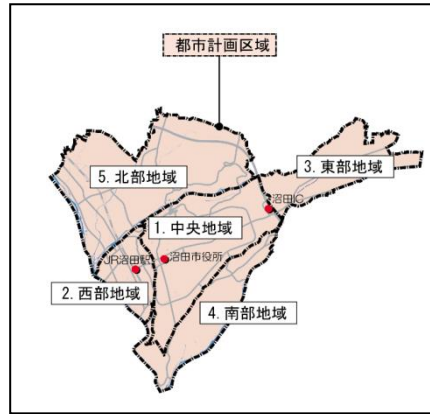 都市計画区域
3. 東部地域
5. 北部地域
沼田IC
1. 中央地域
JR沼田駅
沼田市役所
2. 西部地域
4. 南部地域